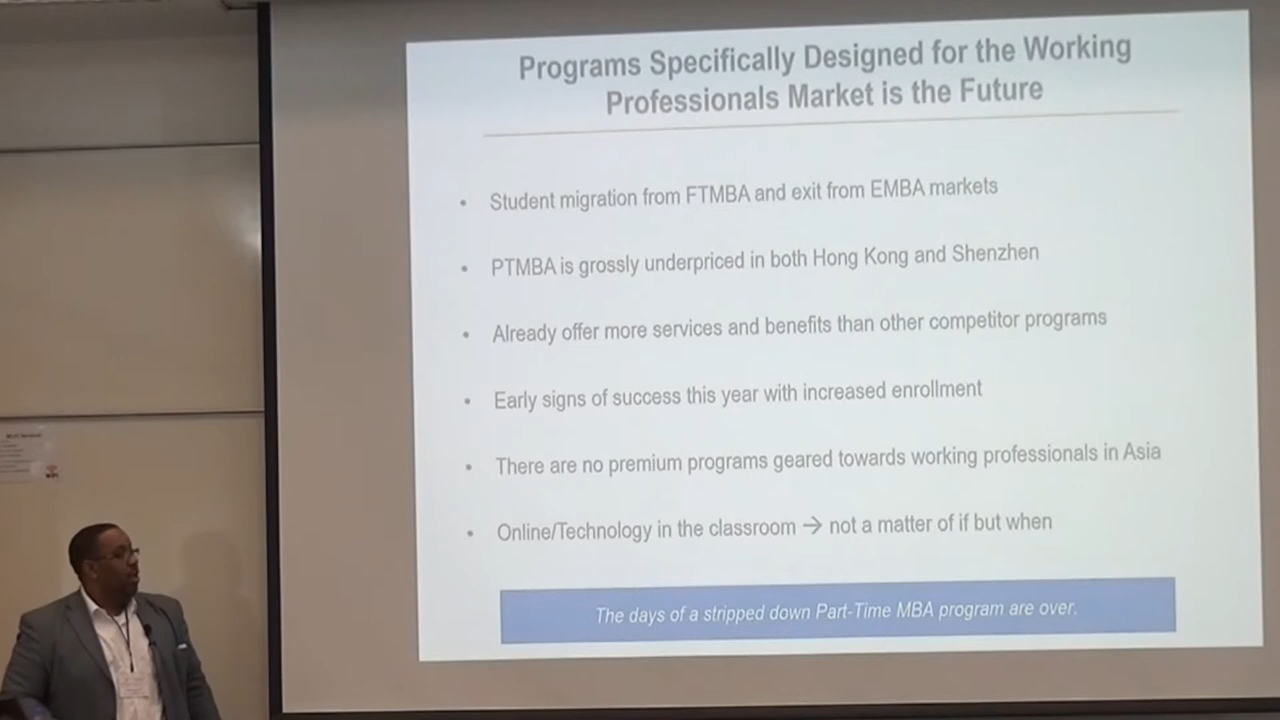 Programs Specifically Designed for the Working
Professionals Market is the Future
• Student migration from FTMBA and exit from EMBA markets
• PTMBA is grossly underpriced in both Hong Kong and Shenzhen
• Already offer more services and benefits than other competitor programs
• Early signs of success this year with increased enrollment
• There are no premium programs geared towards working professionals in Asia
• Online/Technology in the classroom → not a matter of if but when
The days of a stripped down Part-Time MBA program are over.